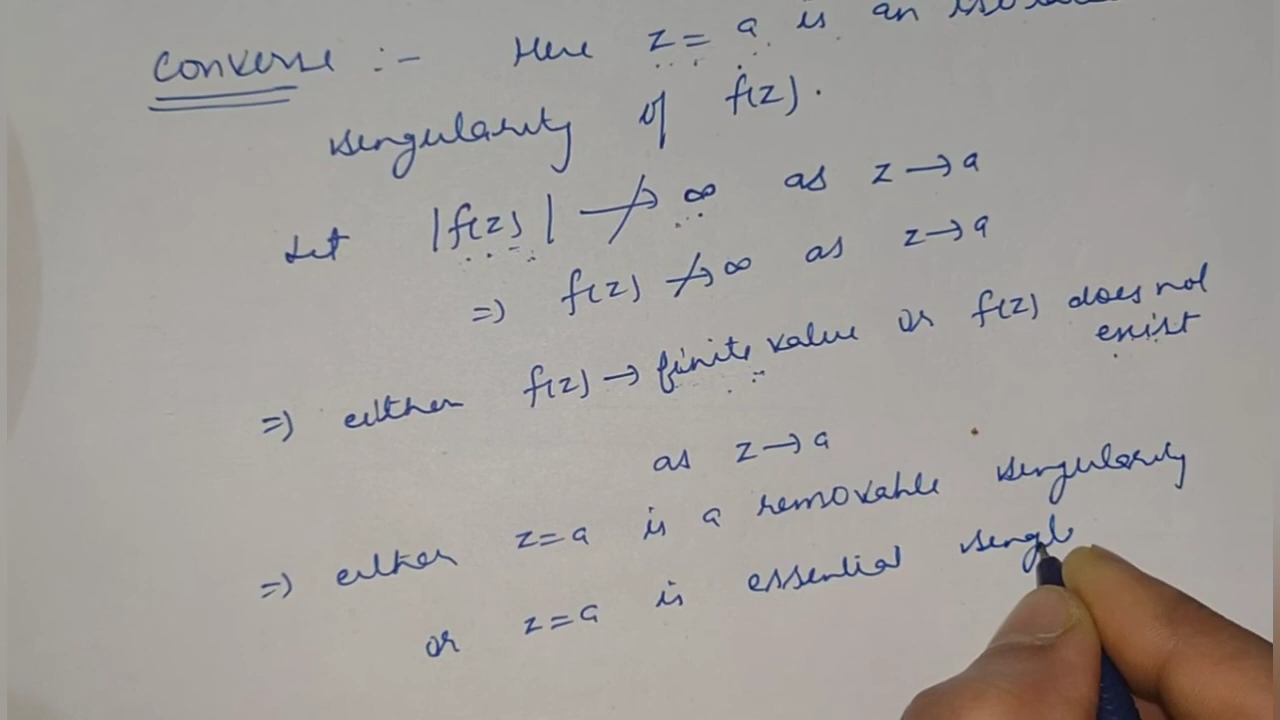 Converse :- Here z = a is an
singularity of f(z).
Let |f(z)| ↛ ∞ as z → a
=> f(z) ↛ ∞ as z → a
=> either f(z) → finite value or f(z) does not
exist
as z → a
=> either z = a is a removable singularity
or z = a is essential singl